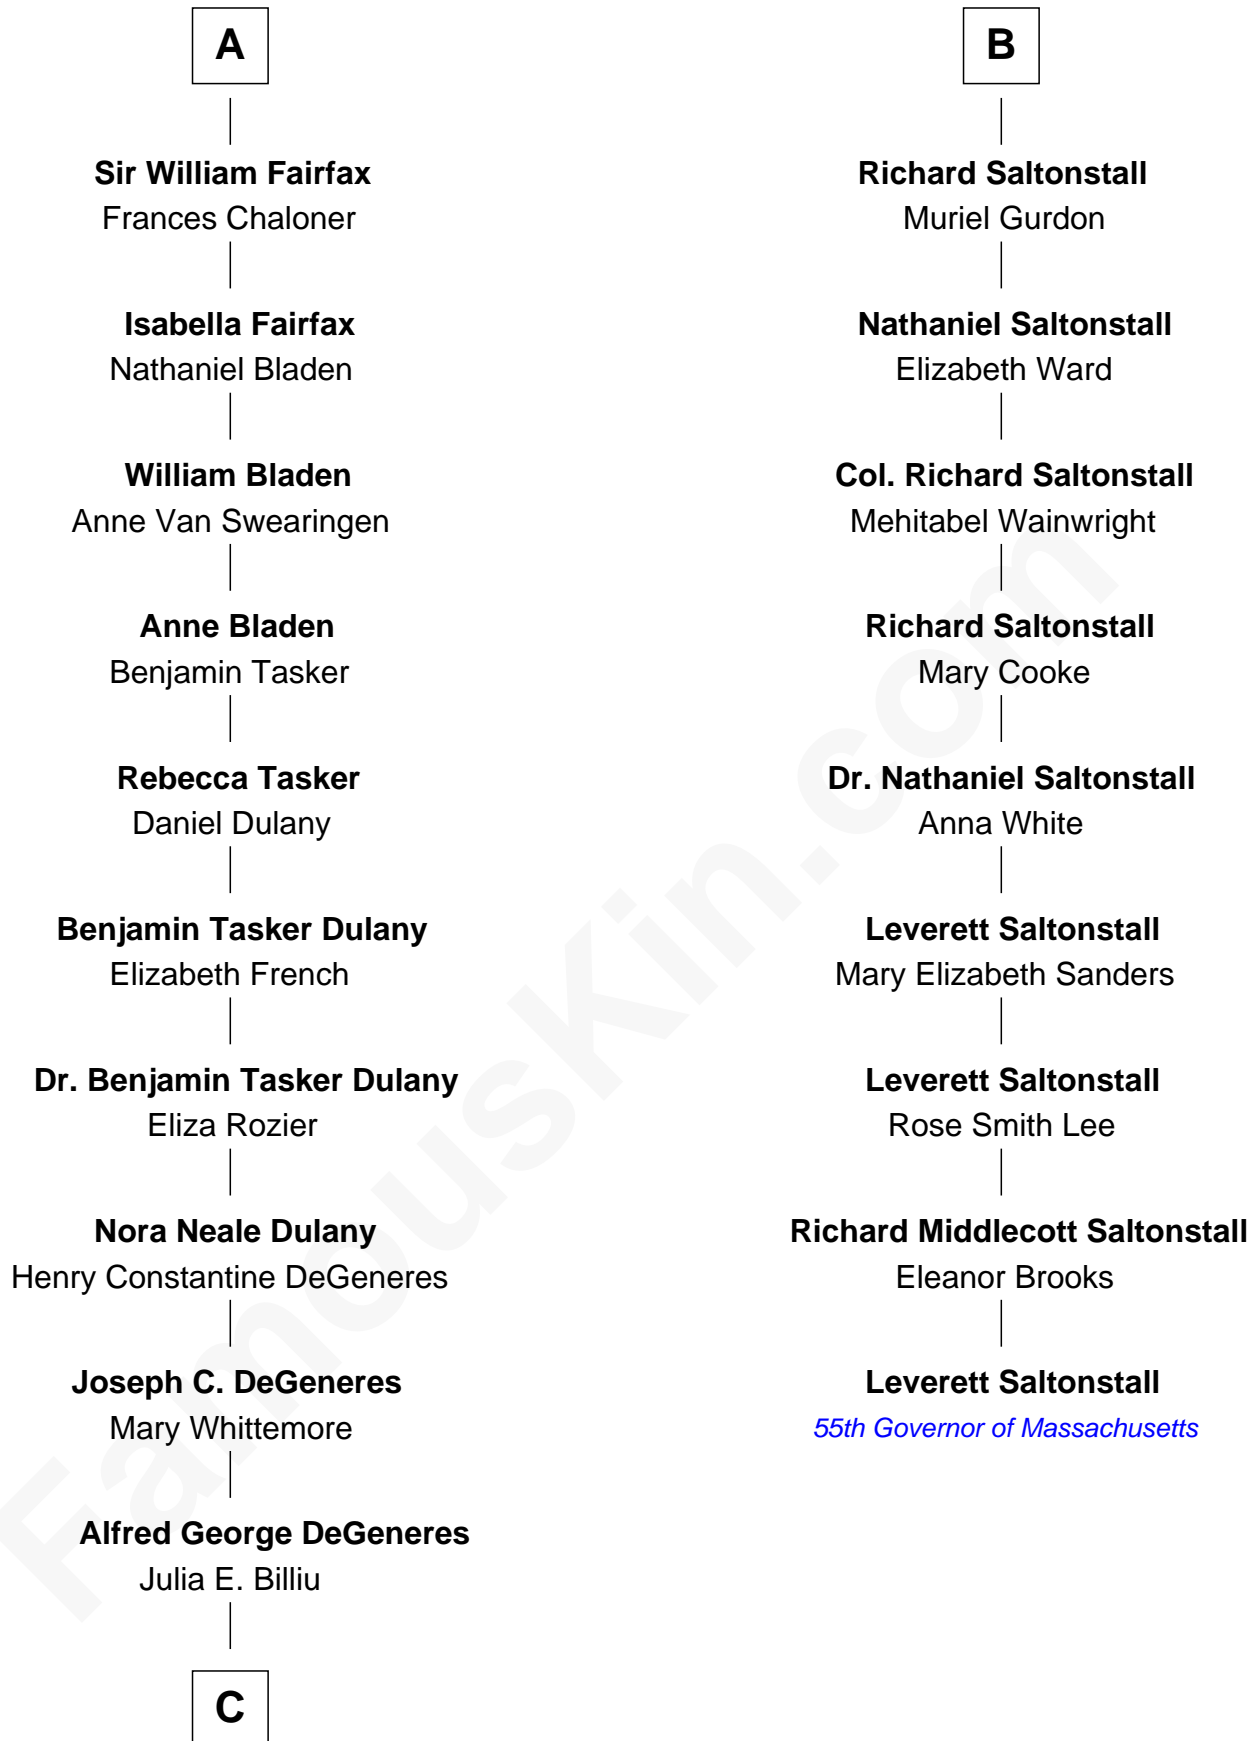 A
Sir William Fairfax
Frances Chaloner
Isabella Fairfax
Nathaniel Bladen
William Bladen
Anne Van Swearingen
Anne Bladen
Benjamin Tasker
Rebecca Tasker
Daniel Dulany
Benjamin Tasker Dulany
Elizabeth French
Dr. Benjamin Tasker Dulany
Eliza Rozier
Nora Neale Dulany
Henry Constantine DeGeneres
Joseph C. DeGeneres
Mary Whittemore
Alfred George DeGeneres
Julia E. Billiu
C
B
Richard Saltonstall
Muriel Gurdon
Nathaniel Saltonstall
Elizabeth Ward
Col. Richard Saltonstall
Mehitabel Wainwright
Richard Saltonstall
Mary Cooke
Dr. Nathaniel Saltonstall
Anna White
Leverett Saltonstall
Mary Elizabeth Sanders
Leverett Saltonstall
Rose Smith Lee
Richard Middlecott Saltonstall
Eleanor Brooks
Leverett Saltonstall
55th Governor of Massachusetts
FamousKin.com